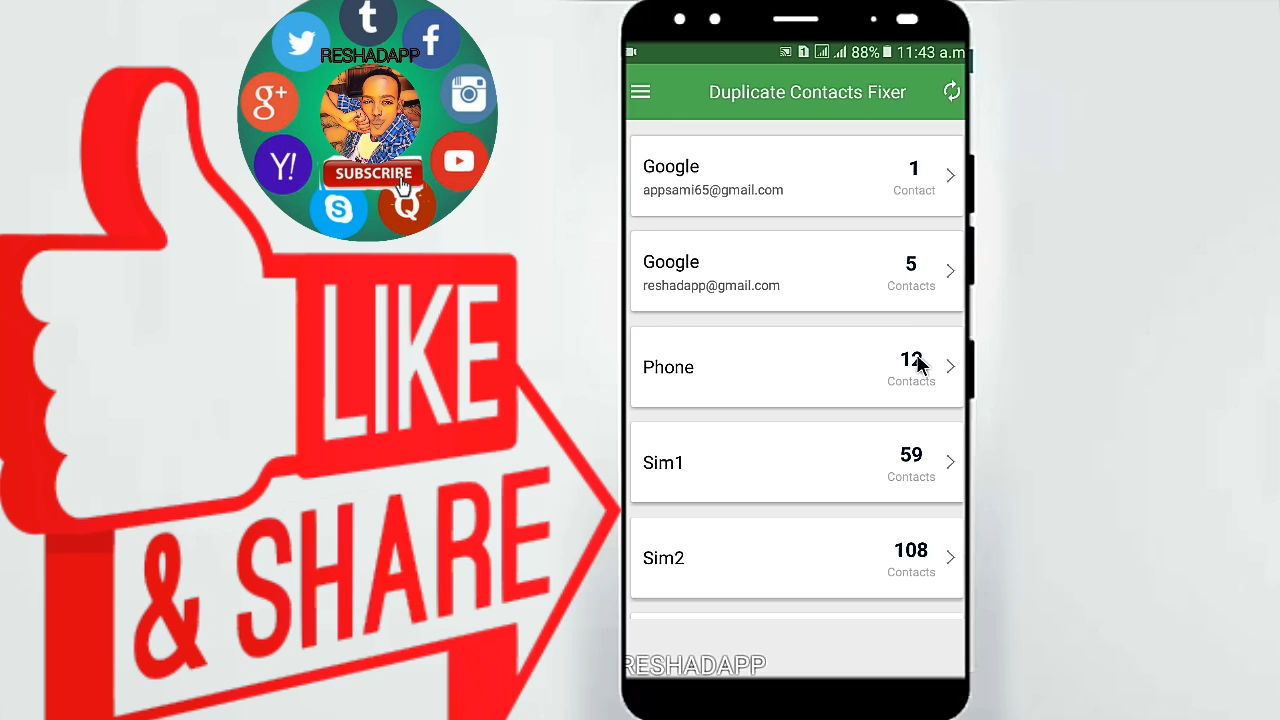 t
f
g+
Y!
S
Q
RESHADAPP
SUBSCRIBE
LIKE
& SHARE
88% 11:43 a.m
Duplicate Contacts Fixer
Google
appsami65@gmail.com
1
Contact
Google
reshadapp@gmail.com
5
Contacts
Phone
12
Contacts
Sim1
59
Contacts
Sim2
108
Contacts
RESHADAPP